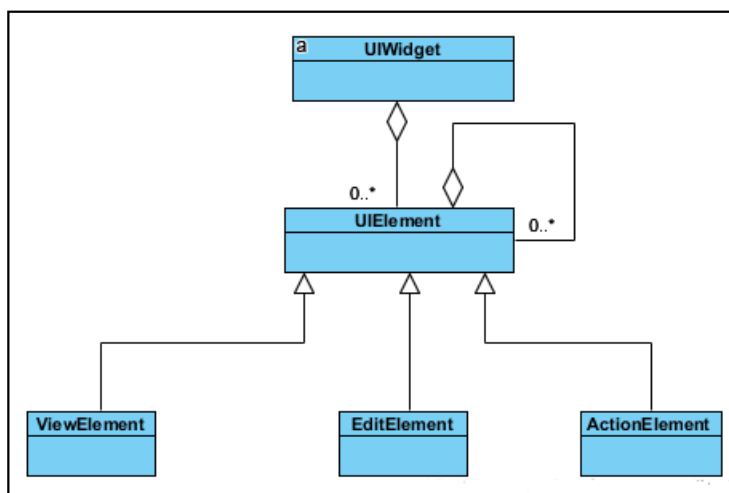 a
UIWidget
0..*
UIElement
0..*
ViewElement
EditElement
ActionElement